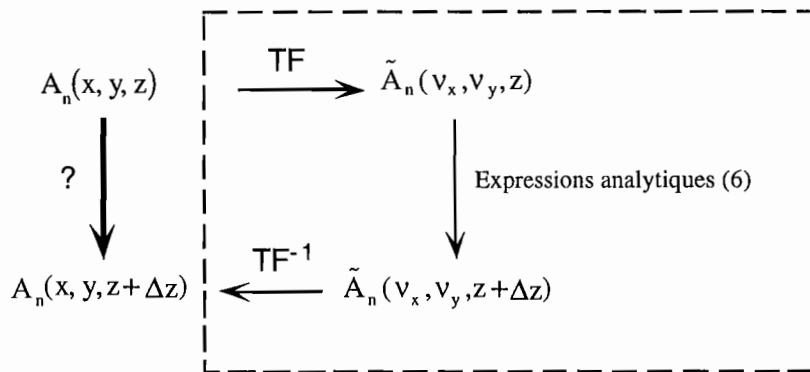 TF
A_n(x, y, z)
Ã_n(ν_x,ν_y,z)
?
Expressions analytiques (6)
TF⁻¹
A_n(x, y, z+Δz)
Ã_n(ν_x,ν_y,z+Δz)